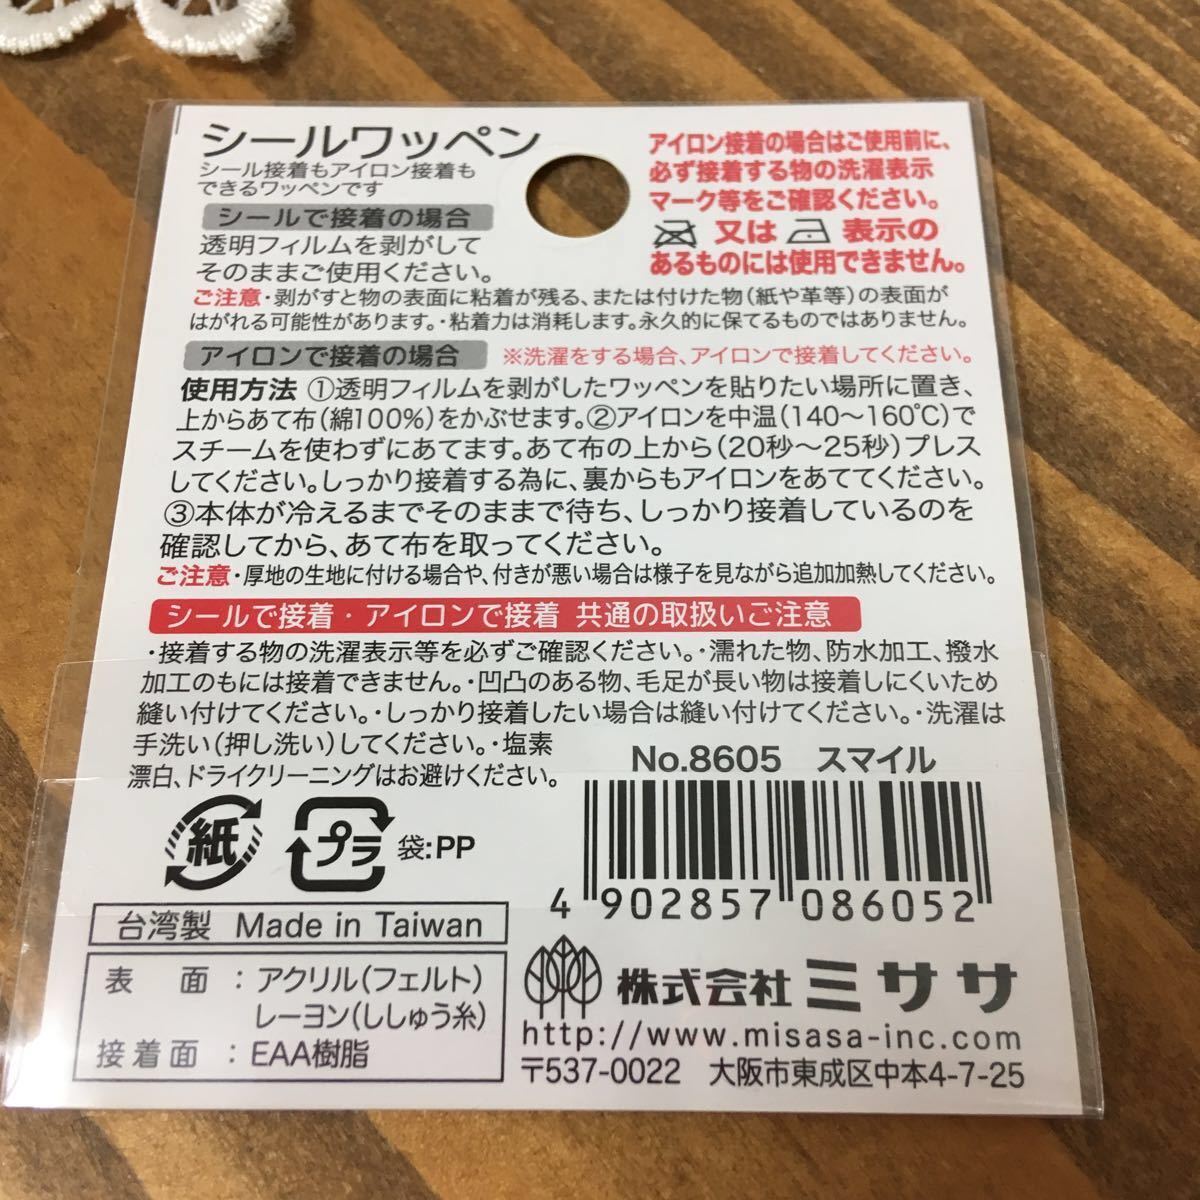 シールワッペン
シール接着もアイロン接着も
できるワッペンです
シールで接着の場合
透明フィルムを剥がして
そのままご使用ください。
アイロン接着の場合はご使用前に、
必ず接着する物の洗濯表示
マーク等をご確認ください。
又は 表示の
あるものには使用できません。
ご注意・剥がすと物の表面に粘着が残る、または付けた物(紙や革等)の表面が
はがれる可能性があります。・粘着力は消耗します。永久的に保てるものではありません。
アイロンで接着の場合 ※洗濯をする場合、アイロンで接着してください。
使用方法 ①透明フィルムを剥がしたワッペンを貼りたい場所に置き、
上からあて布(綿100%)をかぶせます。②アイロンを中温(140〜160℃)で
スチームを使わずにあてます。あて布の上から(20秒〜25秒)プレス
してください。しっかり接着する為に、裏からもアイロンをあててください。
③本体が冷えるまでそのままで待ち、しっかり接着しているのを
確認してから、あて布を取ってください。
ご注意・厚地の生地に付ける場合や、付きが悪い場合は様子を見ながら追加加熱してください。
シールで接着・アイロンで接着 共通の取扱いご注意
・接着する物の洗濯表示等を必ずご確認ください。・濡れた物、防水加工、撥水
加工のもには接着できません。・凹凸のある物、毛足が長い物は接着しにくいため
縫い付けてください。・しっかり接着したい場合は縫い付けてください。・洗濯は
手洗い(押し洗い)してください。・塩素
漂白、ドライクリーニングはお避けください。
No.8605 スマイル
紙 プラ 袋:PP
4 902857 086052
台湾製 Made in Taiwan
表 面 : アクリル(フェルト)
レーヨン(ししゅう糸)
接着面 : EAA樹脂
株式会社ミササ
http://www.misasa-inc.com
〒537-0022 大阪市東成区中本4-7-25